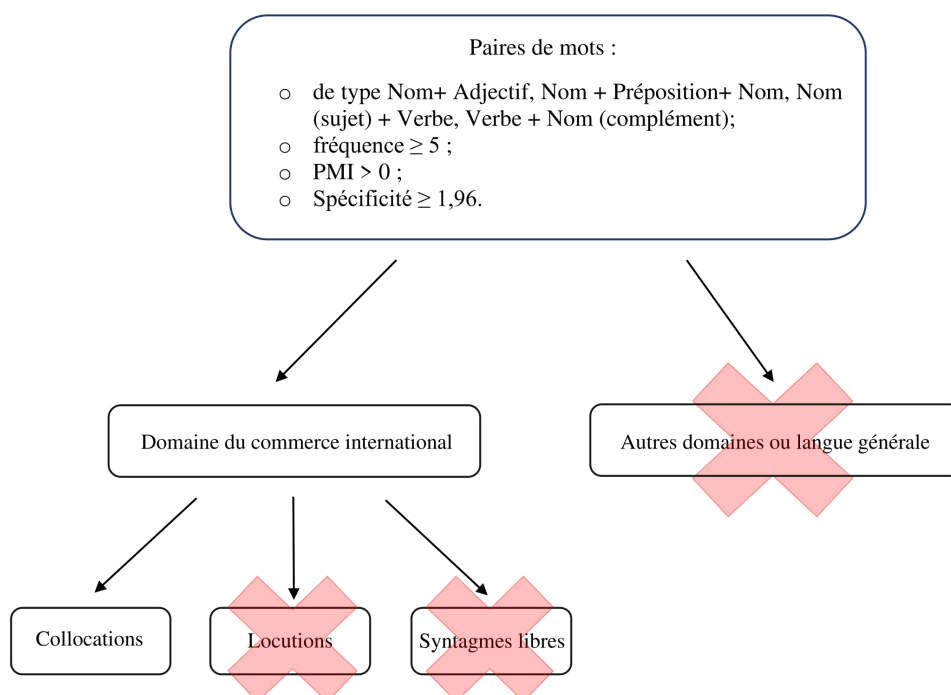 Paires de mots :
○ de type Nom+ Adjectif, Nom + Préposition+ Nom, Nom
(sujet) + Verbe, Verbe + Nom (complément);
○ fréquence ≥ 5 ;
○ PMI > 0 ;
○ Spécificité ≥ 1,96.
Domaine du commerce international
Autres domaines ou langue générale
Collocations
Locutions
Syntagmes libres